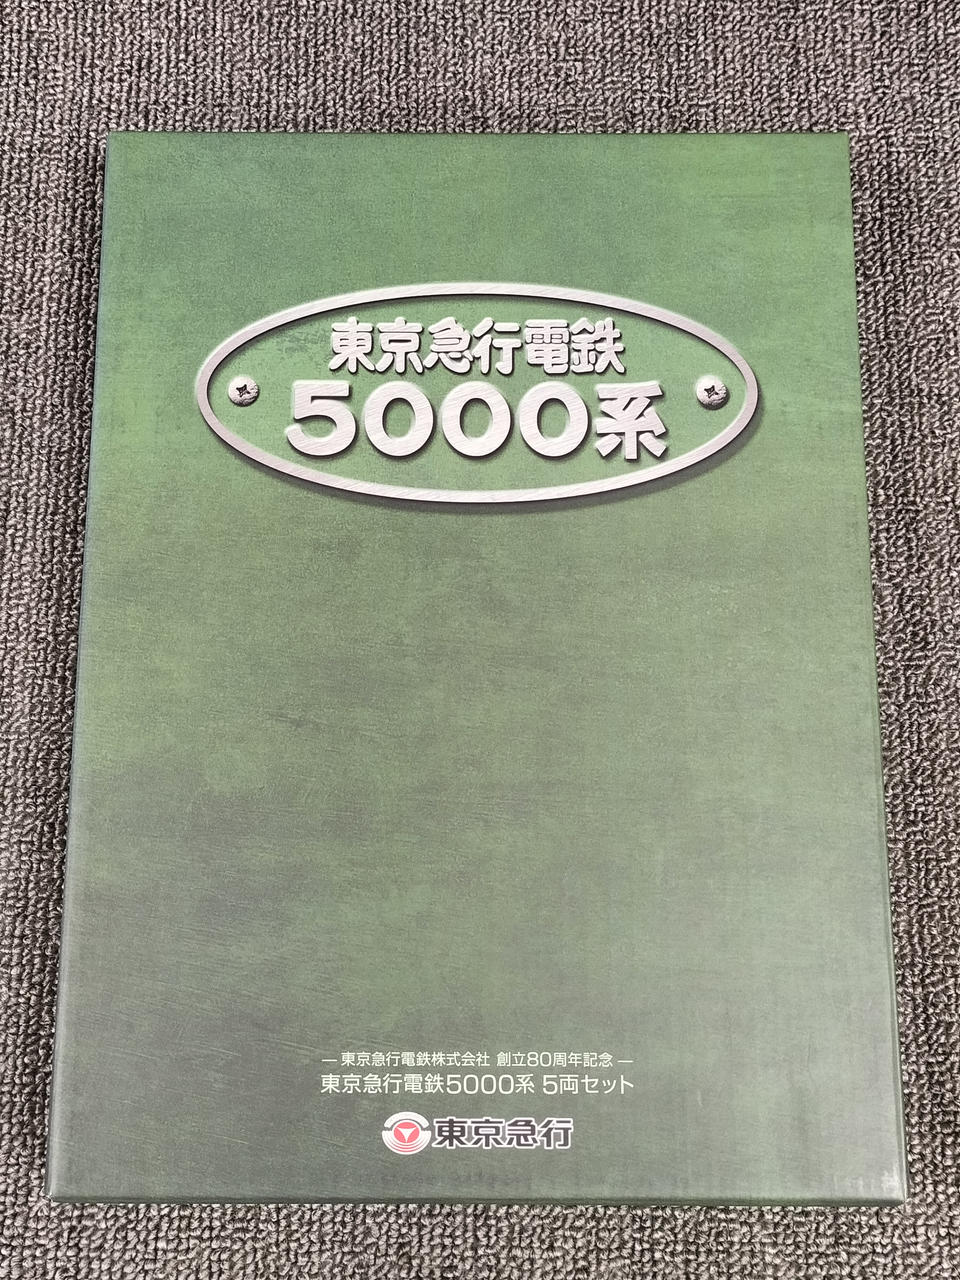 東京急行電鉄
5000系
― 東京急行電鉄株式会社 創立80周年記念 ―
東京急行電鉄5000系 5両セット
東京急行